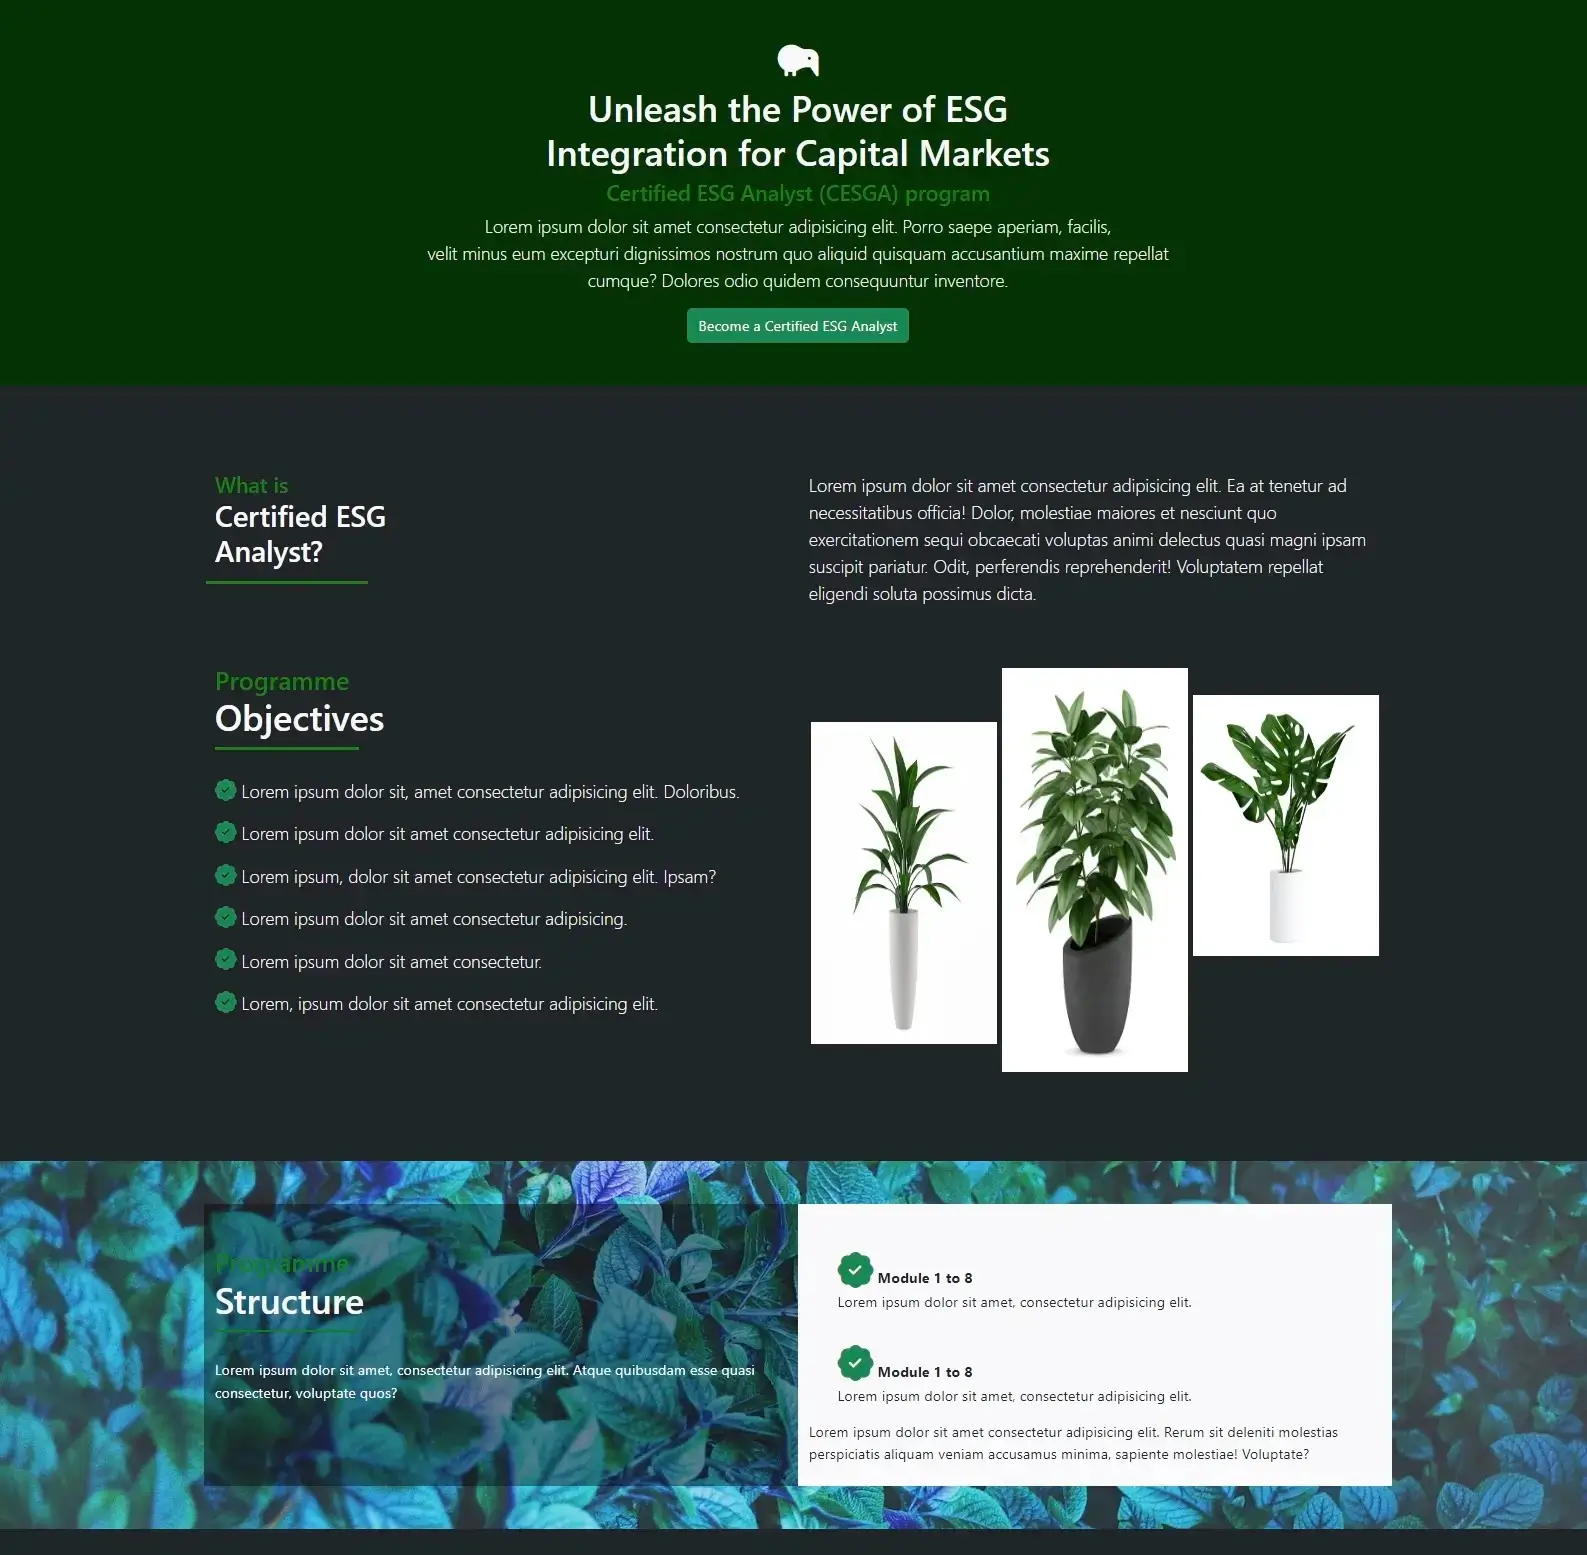 Unleash the Power of ESG
Integration for Capital Markets
Certified ESG Analyst (CESGA) program
Lorem ipsum dolor sit amet consectetur adipisicing elit. Porro saepe aperiam, facilis,
velit minus eum excepturi dignissimos nostrum quo aliquid quisquam accusantium maxime repellat
cumque? Dolores odio quidem consequuntur inventore.
Become a Certified ESG Analyst
What is
Certified ESG
Analyst?
Lorem ipsum dolor sit amet consectetur adipisicing elit. Ea at tenetur ad
necessitatibus officia! Dolor, molestiae maiores et nesciunt quo
exercitationem sequi obcaecati voluptas animi delectus quasi magni ipsam
suscipit pariatur. Odit, perferendis reprehenderit! Voluptatem repellat
eligendi soluta possimus dicta.
Programme
Objectives
Lorem ipsum dolor sit, amet consectetur adipisicing elit. Doloribus.
Lorem ipsum dolor sit amet consectetur adipisicing elit.
Lorem ipsum, dolor sit amet consectetur adipisicing elit. Ipsam?
Lorem ipsum dolor sit amet consectetur adipisicing.
Lorem ipsum dolor sit amet consectetur.
Lorem, ipsum dolor sit amet consectetur adipisicing elit.
Programme
Structure
Lorem ipsum dolor sit amet, consectetur adipisicing elit. Atque quibusdam esse quasi
consectetur, voluptate quos?
Module 1 to 8
Lorem ipsum dolor sit amet, consectetur adipisicing elit.
Module 1 to 8
Lorem ipsum dolor sit amet, consectetur adipisicing elit.
Lorem ipsum dolor sit amet consectetur adipisicing elit. Rerum sit deleniti molestias
perspiciatis aliquam veniam accusamus minima, sapiente molestiae! Voluptate?